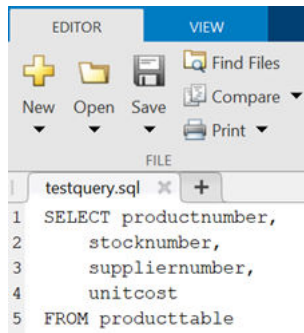 EDITOR VIEW
New Open Save Find Files
Compare
Print
FILE
testquery.sql
1 SELECT productnumber,
2 stocknumber,
3 suppliernumber,
4 unitcost
5 FROM producttable